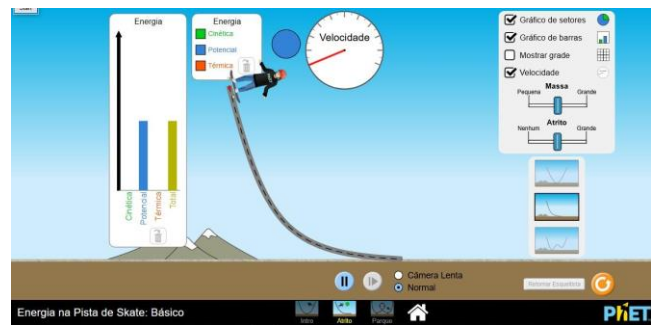 Energia
Cinética
Potencial
Térmica
Total
Energia
Cinética
Potencial
Térmica
Velocidade
Gráfico de setores
Gráfico de barras
Mostrar grade
Velocidade
Massa
Pequena
Grande
Atrito
Nenhum
Grande
Câmera Lenta
Normal
Retornar Esqueitista
Energia na Pista de Skate: Básico
Intro
Atrito
Parque
PhET